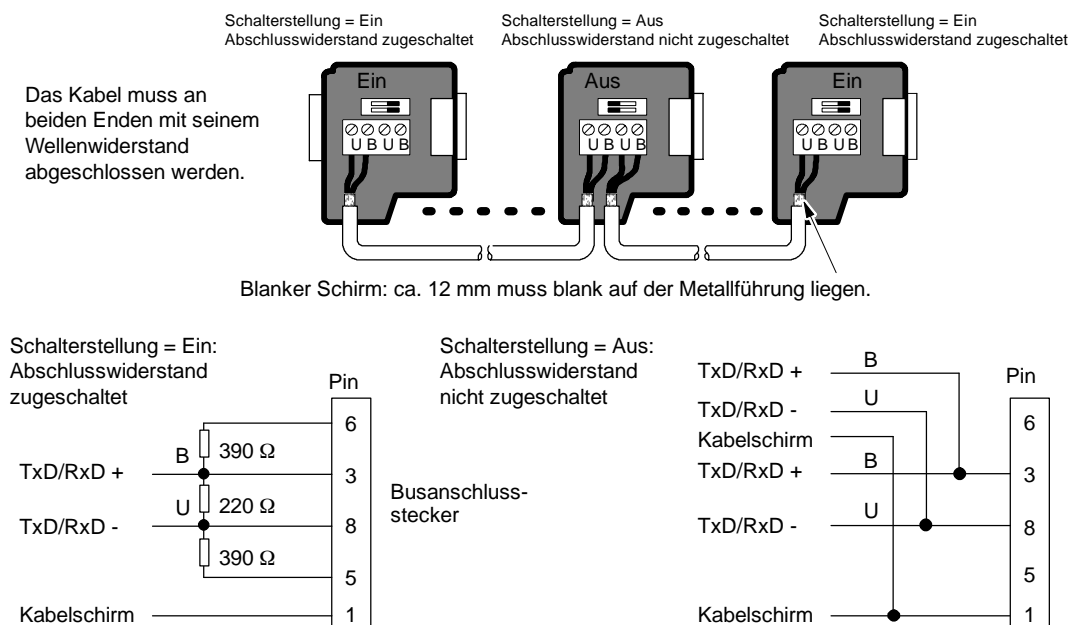 Schalterstellung = Ein
Abschlusswiderstand zugeschaltet
Schalterstellung = Aus
Abschlusswiderstand nicht zugeschaltet
Schalterstellung = Ein
Abschlusswiderstand zugeschaltet
Das Kabel muss an
beiden Enden mit seinem
Wellenwiderstand
abgeschlossen werden.
Ein
U B U B
Aus
U B U B
Ein
U B U B
Blanker Schirm: ca. 12 mm muss blank auf der Metallführung liegen.
Schalterstellung = Ein:
Abschlusswiderstand
zugeschaltet
Pin
6
390 Ω
B
TxD/RxD +
3
220 Ω
U
TxD/RxD -
8
390 Ω
5
Kabelschirm
1
Busanschluss-
stecker
Schalterstellung = Aus:
Abschlusswiderstand
nicht zugeschaltet
TxD/RxD +
B
Pin
TxD/RxD -
U
6
Kabelschirm
TxD/RxD +
B
3
TxD/RxD -
U
8
5
Kabelschirm
1